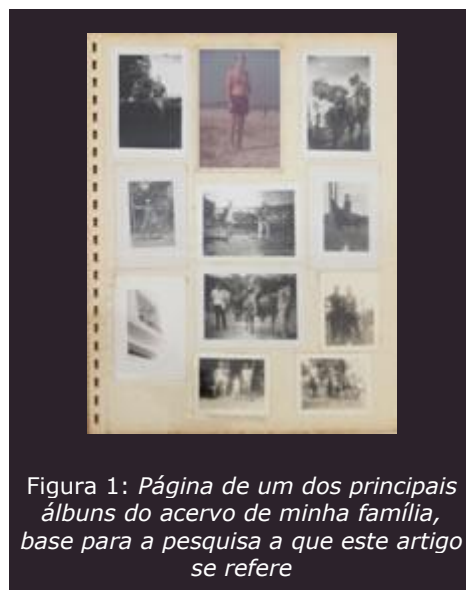 Figura 1: Página de um dos principais
álbuns do acervo de minha família,
base para a pesquisa a que este artigo
se refere